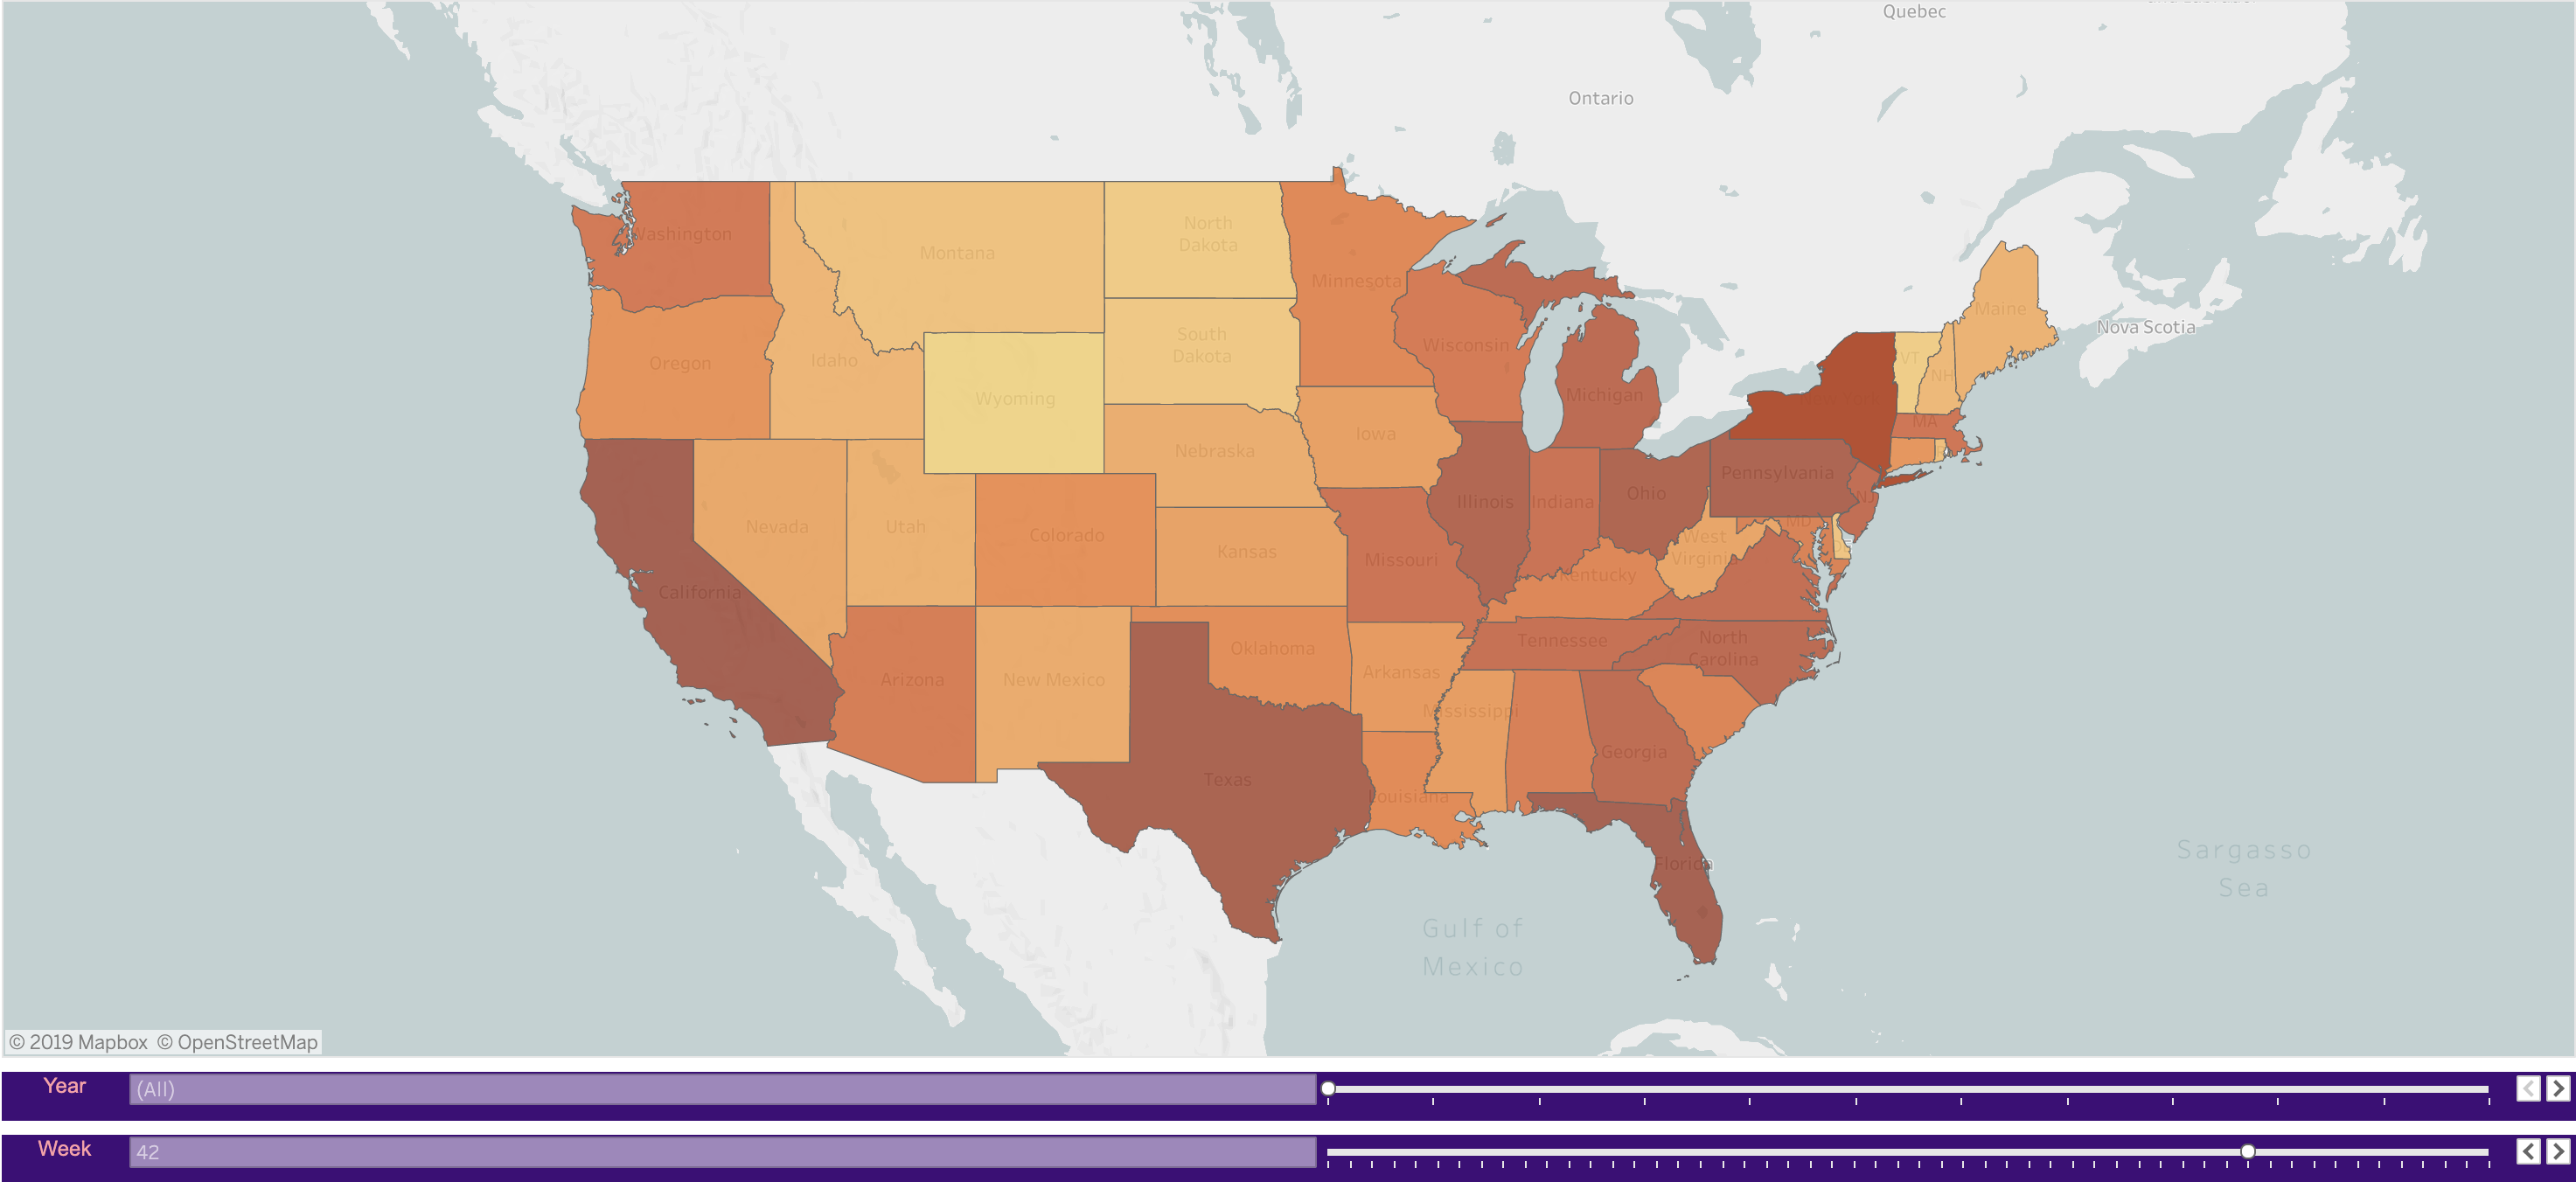 Quebec
Ontario
Nova Scotia
Washington
Montana
North
Dakota
Minnesota
Oregon
Idaho
South
Dakota
Wisconsin
Michigan
Maine
VT
NH
Wyoming
Iowa
MA
Nebraska
Illinois
Indiana
Ohio
Pennsylvania
NJ
Nevada
Utah
Colorado
Kansas
Missouri
Kentucky
West
Virginia
MD
DE
California
Arizona
New Mexico
Oklahoma
Arkansas
Tennessee
North
Carolina
Mississippi
Georgia
Texas
Louisiana
Florida
Gulf of
Mexico
Sargasso
Sea
© 2019 Mapbox © OpenStreetMap
Year
(All)
Week
42